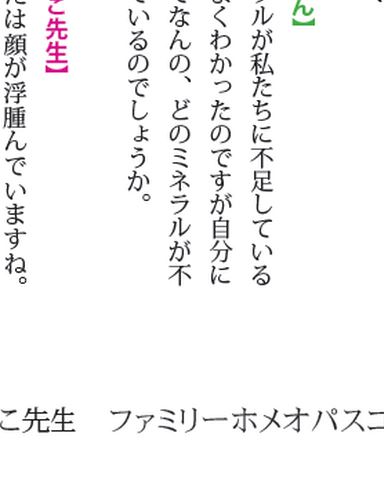 ん】
ラルが私たちに不足している
よくわかったのですが自分に
てなんの、どのミネラルが不
ているのでしょうか。
こ先生】
たは顔が浮腫んでいますね。
こ先生　ファミリーホメオパスコ